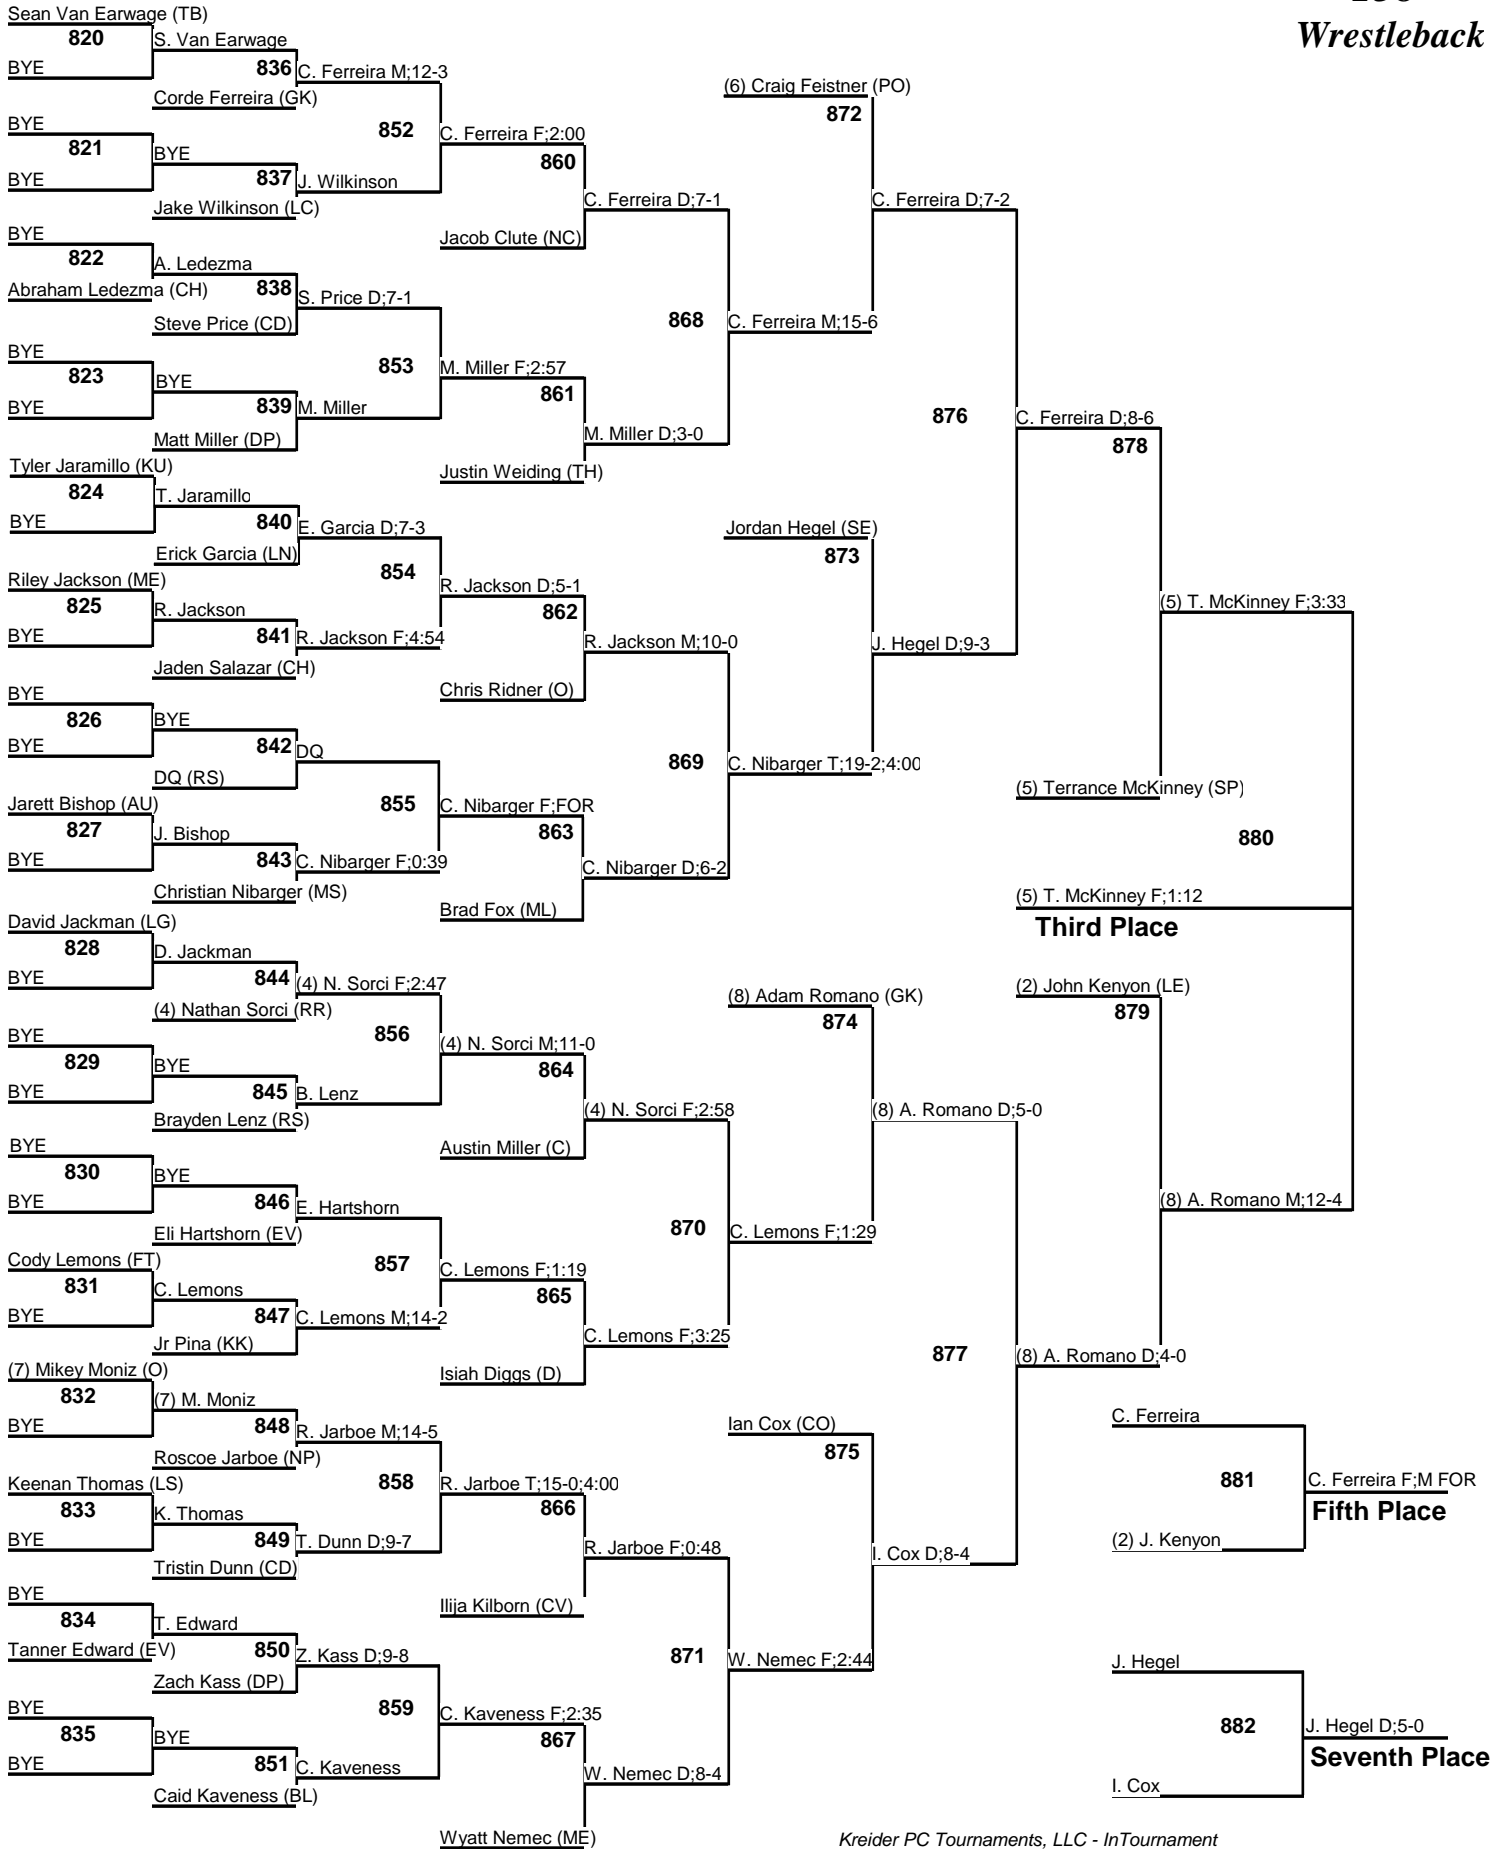 Wrestleback
Sean Van Earwage (TB)
820
BYE
S. Van Earwage
836
Corde Ferreira (GK)
C. Ferreira M;12-3
BYE
821
BYE
BYE
837
Jake Wilkinson (LC)
J. Wilkinson
852
C. Ferreira F;2:00
860
Jacob Clute (NC)
C. Ferreira D;7-1
BYE
822
Abraham Ledezma (CH)
A. Ledezma
838
Steve Price (CD)
S. Price D;7-1
BYE
823
BYE
BYE
839
Matt Miller (DP)
M. Miller
853
M. Miller F;2:57
861
Justin Weiding (TH)
M. Miller D;3-0
868
C. Ferreira M;15-6
(6) Craig Feistner (PO)
872
C. Ferreira D;7-2
Tyler Jaramillo (KU)
824
BYE
T. Jaramillo
840
Erick Garcia (LN)
E. Garcia D;7-3
Riley Jackson (ME)
825
BYE
R. Jackson
841
Jaden Salazar (CH)
R. Jackson F;4:54
854
R. Jackson D;5-1
862
Chris Ridner (O)
R. Jackson M;10-0
BYE
826
BYE
BYE
842
DQ (RS)
DQ
Jarett Bishop (AU)
827
BYE
J. Bishop
843
Christian Nibarger (MS)
C. Nibarger F;0:39
855
C. Nibarger F;FOR
863
Brad Fox (ML)
C. Nibarger D;6-2
869
C. Nibarger T;19-2;4:00
Jordan Hegel (SE)
873
J. Hegel D;9-3
876
C. Ferreira D;8-6
878
(5) Terrance McKinney (SP)
(5) T. McKinney F;3:33
880
(5) T. McKinney F;1:12
Third Place
David Jackman (LG)
828
BYE
D. Jackman
844
(4) Nathan Sorci (RR)
(4) N. Sorci F;2:47
BYE
829
BYE
BYE
845
Brayden Lenz (RS)
B. Lenz
856
(4) N. Sorci M;11-0
864
Austin Miller (C)
(4) N. Sorci F;2:58
BYE
830
BYE
BYE
846
Eli Hartshorn (EV)
E. Hartshorn
Cody Lemons (FT)
831
BYE
C. Lemons
847
Jr Pina (KK)
C. Lemons M;14-2
857
C. Lemons F;1:19
865
Isiah Diggs (D)
C. Lemons F;3:25
870
C. Lemons F;1:29
(8) Adam Romano (GK)
874
(8) A. Romano D;5-0
(7) Mikey Moniz (O)
832
BYE
(7) M. Moniz
848
Roscoe Jarboe (NP)
R. Jarboe M;14-5
Keenan Thomas (LS)
833
BYE
K. Thomas
849
Tristin Dunn (CD)
T. Dunn D;9-7
858
R. Jarboe T;15-0;4:00
866
Ilija Kilborn (CV)
R. Jarboe F;0:48
BYE
834
Tanner Edward (EV)
T. Edward
850
Zach Kass (DP)
Z. Kass D;9-8
BYE
835
BYE
BYE
851
Caid Kaveness (BL)
C. Kaveness
859
C. Kaveness F;2:35
867
Wyatt Nemec (ME)
W. Nemec D;8-4
871
W. Nemec F;2:44
Ian Cox (CO)
875
I. Cox D;8-4
877
(8) A. Romano D;4-0
(2) John Kenyon (LE)
879
(8) A. Romano M;12-4
C. Ferreira
881
(2) J. Kenyon
C. Ferreira F;M FOR
Fifth Place
J. Hegel
882
I. Cox
J. Hegel D;5-0
Seventh Place
Kreider PC Tournaments, LLC - InTournament